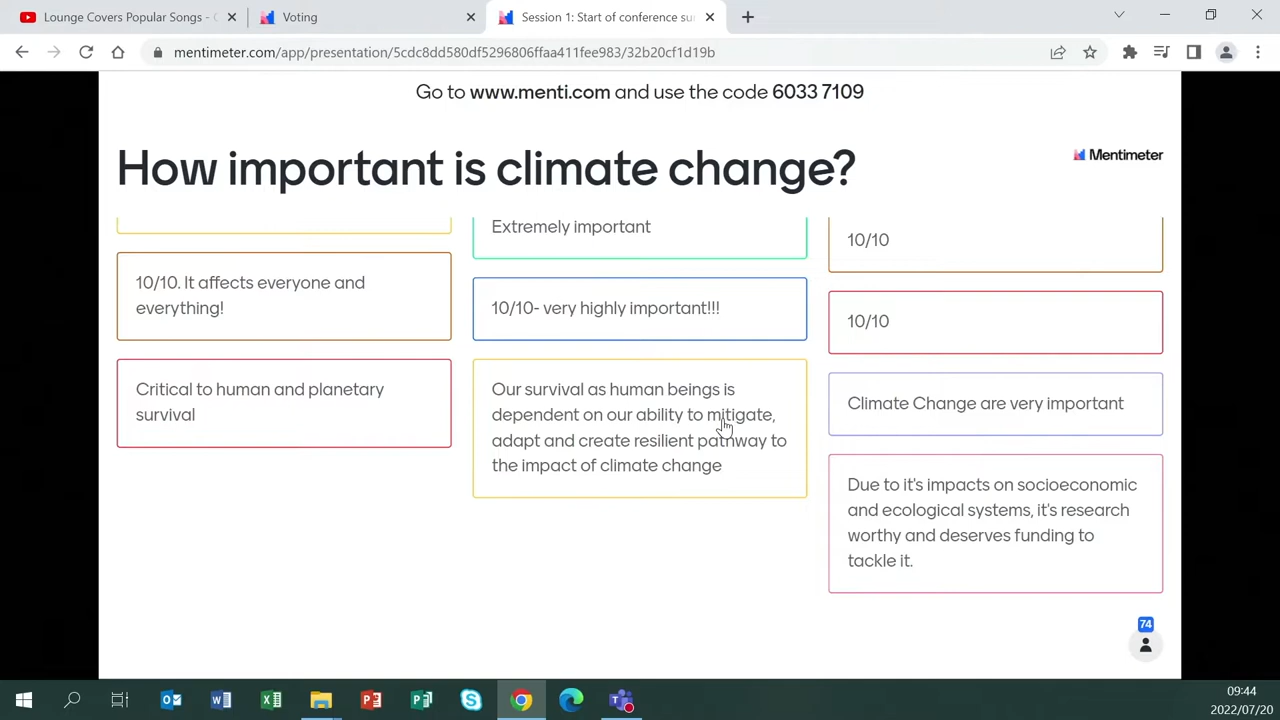 Lounge Covers Popular Songs - C
Voting
Session 1: Start of conference su
mentimeter.com/app/presentation/5cdc8dd580df5296806ffaa411fee983/32b20cf1d19b
Go to www.menti.com and use the code 6033 7109
How important is climate change?
Mentimeter
10/10. It affects everyone and
everything!
Critical to human and planetary
survival
Extremely important
10/10- very highly important!!!
Our survival as human beings is
dependent on our ability to mitigate,
adapt and create resilient pathway to
the impact of climate change
10/10
10/10
Climate Change are very important
Due to it's impacts on socioeconomic
and ecological systems, it's research
worthy and deserves funding to
tackle it.
74
09:44
2022/07/20